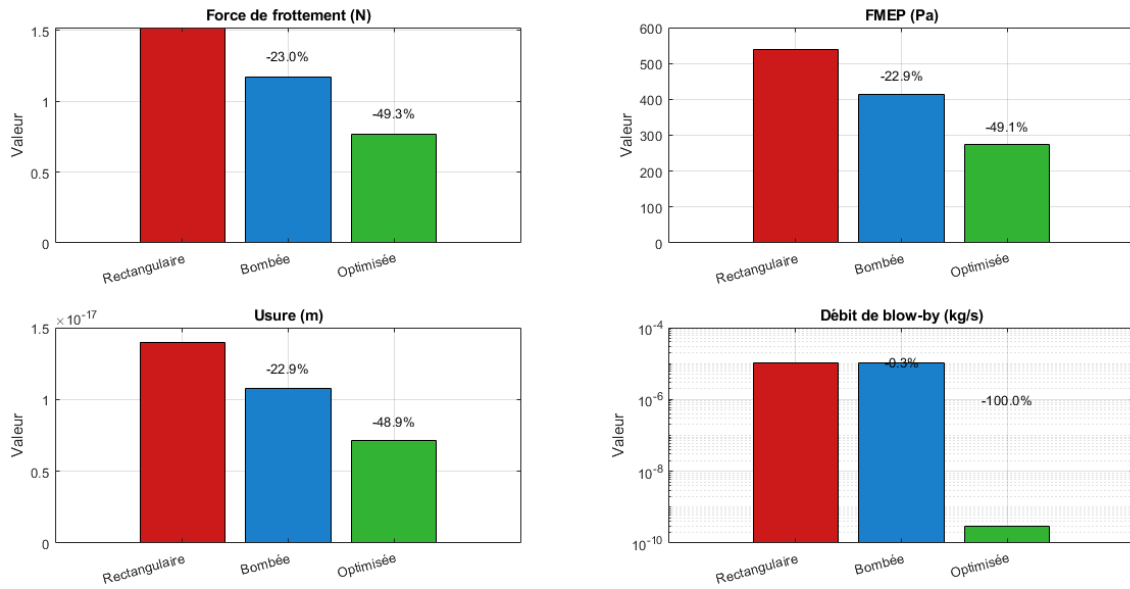 Force de frottement (N)
Valeur
1.5
1
0.5
0
-23.0%
-49.3%
Rectangulaire
Bombée
Optimisée
FMEP (Pa)
Valeur
600
500
400
300
200
100
0
-22.9%
-49.1%
Rectangulaire
Bombée
Optimisée
Usure (m)
× 10-17
Valeur
1.5
1
0.5
0
-22.9%
-48.9%
Rectangulaire
Bombée
Optimisée
Débit de blow-by (kg/s)
Valeur
10-4
10-6
10-8
10-10
-0.3%
-100.0%
Rectangulaire
Bombée
Optimisée